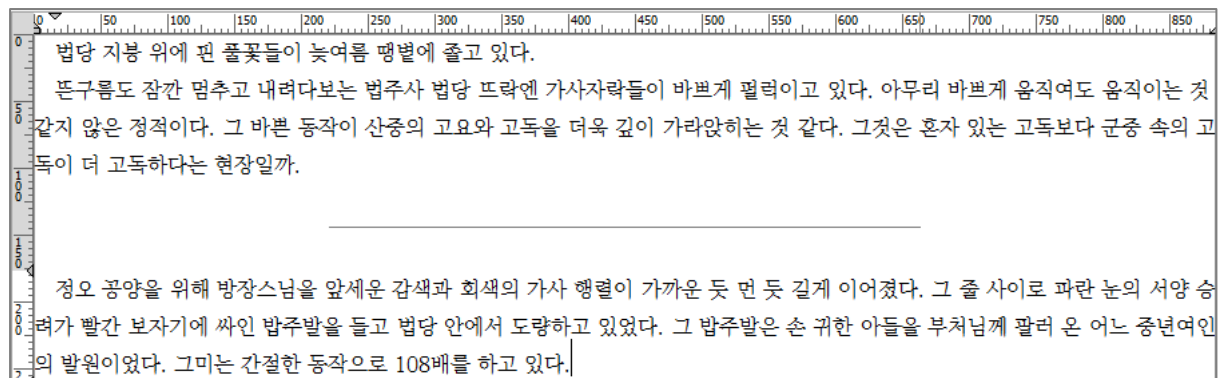 0 50 100 150 200 250 300 350 400 450 500 550 600 650 700 750 800 850
0
법당 지붕 위에 핀 풀꽃들이 늦여름 땡볕에 졸고 있다.
뜬구름도 잠깐 멈추고 내려다보는 법주사 법당 뜨락엔 가사자락들이 바쁘게 펄럭이고 있다. 아무리 바쁘게 움직여도 움직이는 것
50
같지 않은 정적이다. 그 바쁜 동작이 산중의 고요와 고독을 더욱 깊이 가라앉히는 것 같다. 그것은 혼자 있는 고독보다 군중 속의 고
독이 더 고독하다는 현장일까.
100
150
정오 공양을 위해 방장스님을 앞세운 감색과 회색의 가사 행렬이 가까운 듯 먼 듯 길게 이어졌다. 그 줄 사이로 파란 눈의 서양 승
200
려가 빨간 보자기에 싸인 밥주발을 들고 법당 안에서 도량하고 있었다. 그 밥주발은 손 귀한 아들을 부처님께 팔러 온 어느 중년여인
의 발원이었다. 그미는 간절한 동작으로 108배를 하고 있다.